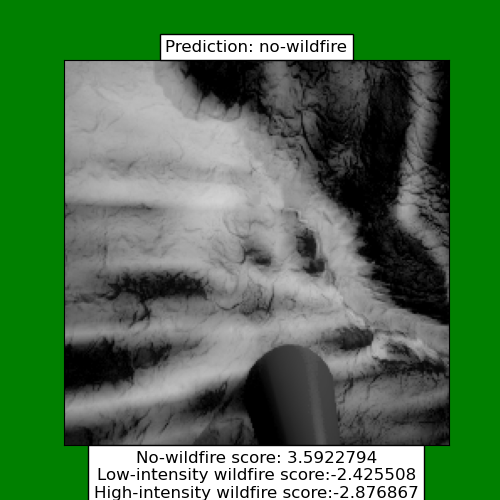 Prediction: no-wildfire
No-wildfire score: 3.5922794
Low-intensity wildfire score:-2.425508
High-intensity wildfire score:-2.876867